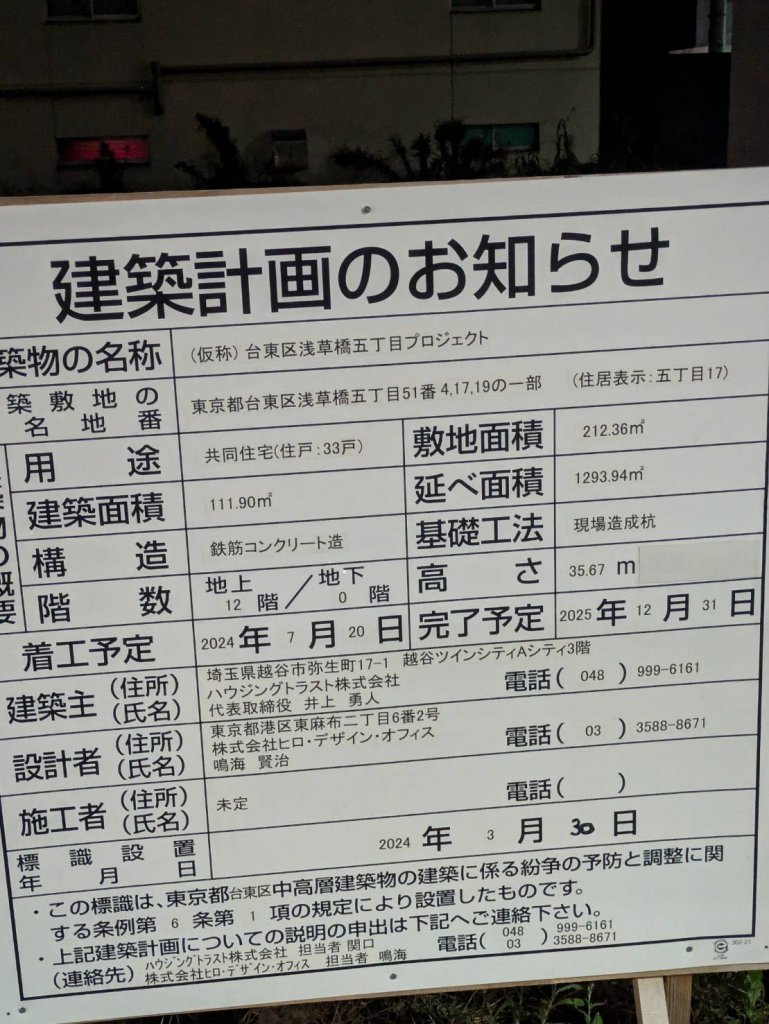 建築計画のお知らせ
築物の名称 (仮称) 台東区浅草橋五丁目プロジェクト
築敷地の 東京都台東区浅草橋五丁目51番 4,17,19の一部 (住居表示:五丁目17)
名地番
用途 共同住宅(住戸:33戸) 敷地面積 212.36㎡
建築面積 111.90㎡ 延べ面積 1293.94㎡
構造 鉄筋コンクリート造 基礎工法 現場造成杭
階数 地上 12 階/地下 0 階 高さ 35.67 m
着工予定 2024 年 7 月 20 日 完了予定 2025 年 12 月 31 日
建築主 (住所) 埼玉県越谷市弥生町17-1 越谷ツインシティAシティ3階
(氏名) ハウジングトラスト株式会社 電話( 048 ) 999-6161
代表取締役 井上 勇人
設計者 (住所) 東京都港区東麻布二丁目6番2号
(氏名) 株式会社ヒロ・デザイン・オフィス 電話( 03 ) 3588-8671
鳴海 賢治
施工者 (住所) 未定 電話( )
(氏名)
標識設置 2024 年 3 月 30 日
年月日
・この標識は、東京都台東区中高層建築物の建築に係る紛争の予防と調整に関
する条例第 6 条第 1 項の規定により設置したものです。
・上記建築計画についての説明の申出は下記へご連絡下さい。
(連絡先) ハウジングトラスト株式会社 担当者 関口 電話( 048 ) 999-6161
株式会社ヒロ・デザイン・オフィス 担当者 鳴海 ( 03 ) 3588-8671